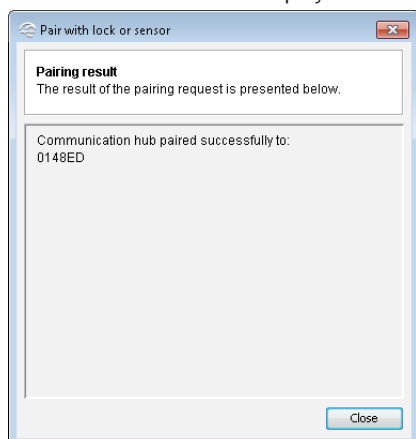 Pair with lock or sensor
Pairing result
The result of the pairing request is presented below.
Communication hub paired successfully to:
0148ED
Close